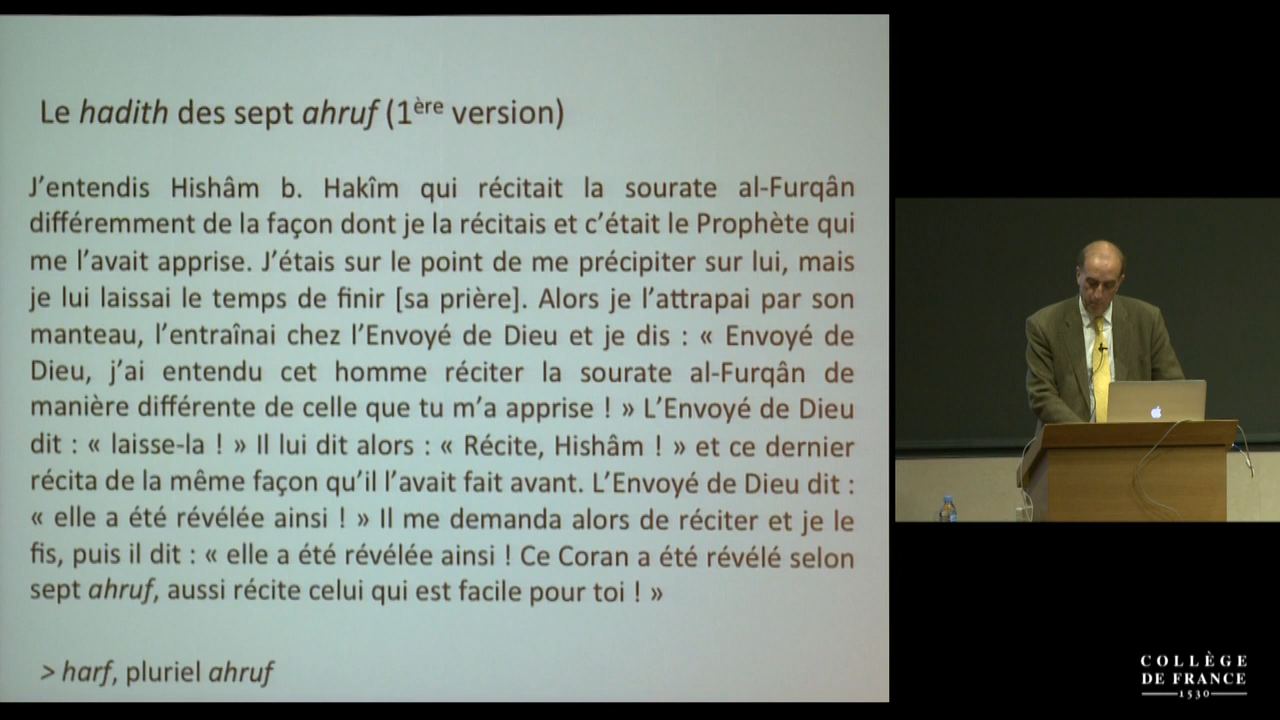 Le hadith des sept ahruf (1ère version)
J'entendis Hishâm b. Hakîm qui récitait la sourate al-Furqân
différemment de la façon dont je la récitais et c'était le Prophète qui
me l'avait apprise. J'étais sur le point de me précipiter sur lui, mais
je lui laissai le temps de finir [sa prière]. Alors je l'attrapai par son
manteau, l'entraînai chez l'Envoyé de Dieu et je dis : « Envoyé de
Dieu, j'ai entendu cet homme réciter la sourate al-Furqân de
manière différente de celle que tu m'a apprise ! » L'Envoyé de Dieu
dit : « laisse-la ! » Il lui dit alors : « Récite, Hishâm ! » et ce dernier
récita de la même façon qu'il l'avait fait avant. L'Envoyé de Dieu dit :
« elle a été révélée ainsi ! » Il me demanda alors de réciter et je le
fis, puis il dit : « elle a été révélée ainsi ! Ce Coran a été révélé selon
sept ahruf, aussi récite celui qui est facile pour toi ! »
> harf, pluriel ahruf
COLLÈGE
DE FRANCE
1530